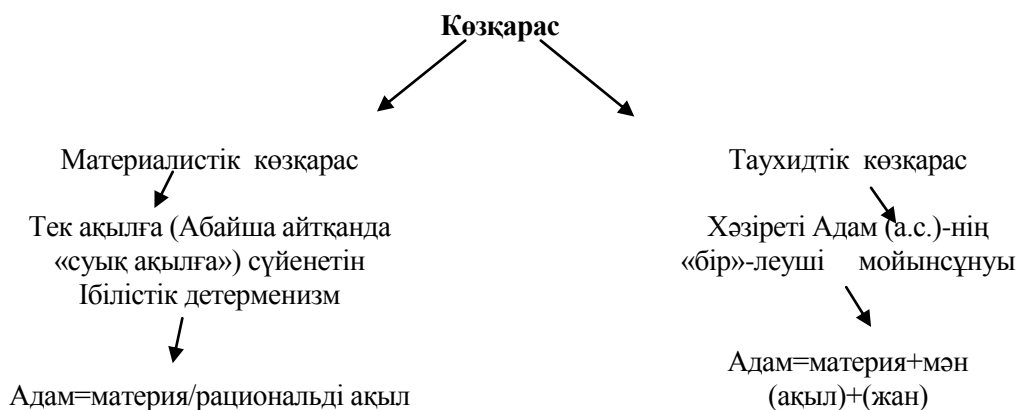 Көзқарас
Материалистік көзқарас
Тек ақылға (Абайша айтқанда
«суық ақылға») сүйенетін
Ібілістік детерменизм
Адам=материя/рациональді ақыл
Таухидтік көзқарас
Хәзіреті Адам (а.с.)-нің
«бір»-леуші мойынсұнуы
Адам=материя+мән
(ақыл)+(жан)